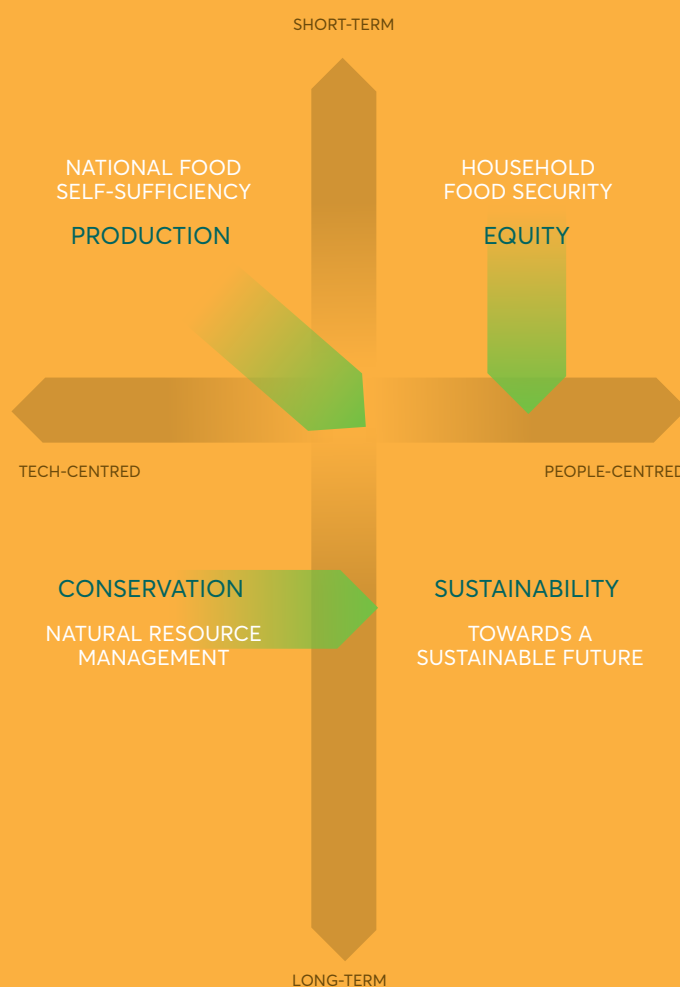 SHORT-TERM
NATIONAL FOOD
SELF-SUFFICIENCY
PRODUCTION
HOUSEHOLD
FOOD SECURITY
EQUITY
TECH-CENTRED
PEOPLE-CENTRED
CONSERVATION
NATURAL RESOURCE
MANAGEMENT
SUSTAINABILITY
TOWARDS A
SUSTAINABLE FUTURE
LONG-TERM